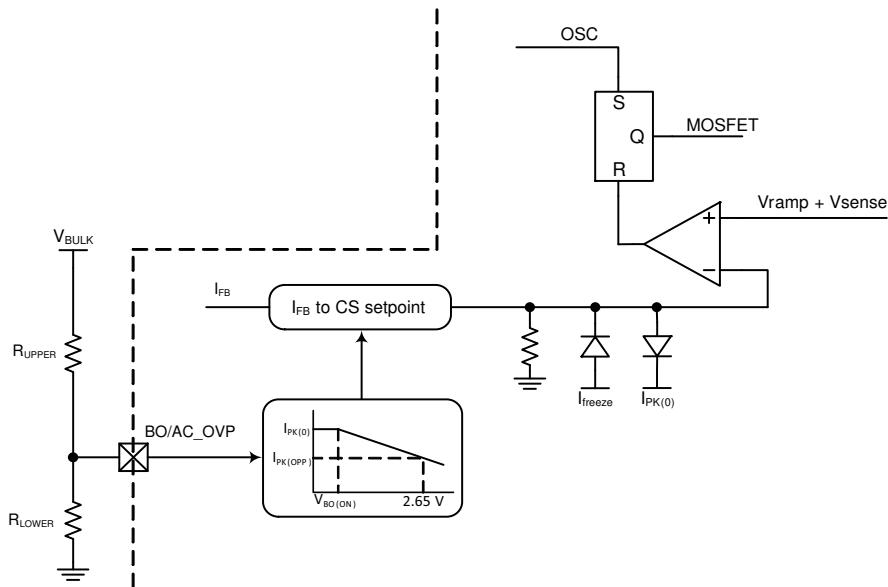 OSC
S
Q
MOSFET
R
Vramp + Vsense
+
−
V_BULK
I_FB
I_FB to CS setpoint
R_UPPER
I_freeze
I_PK(0)
BO/AC_OVP
I_PK(0)
I_PK(OPP)
V_BO(ON)
2.65 V
R_LOWER